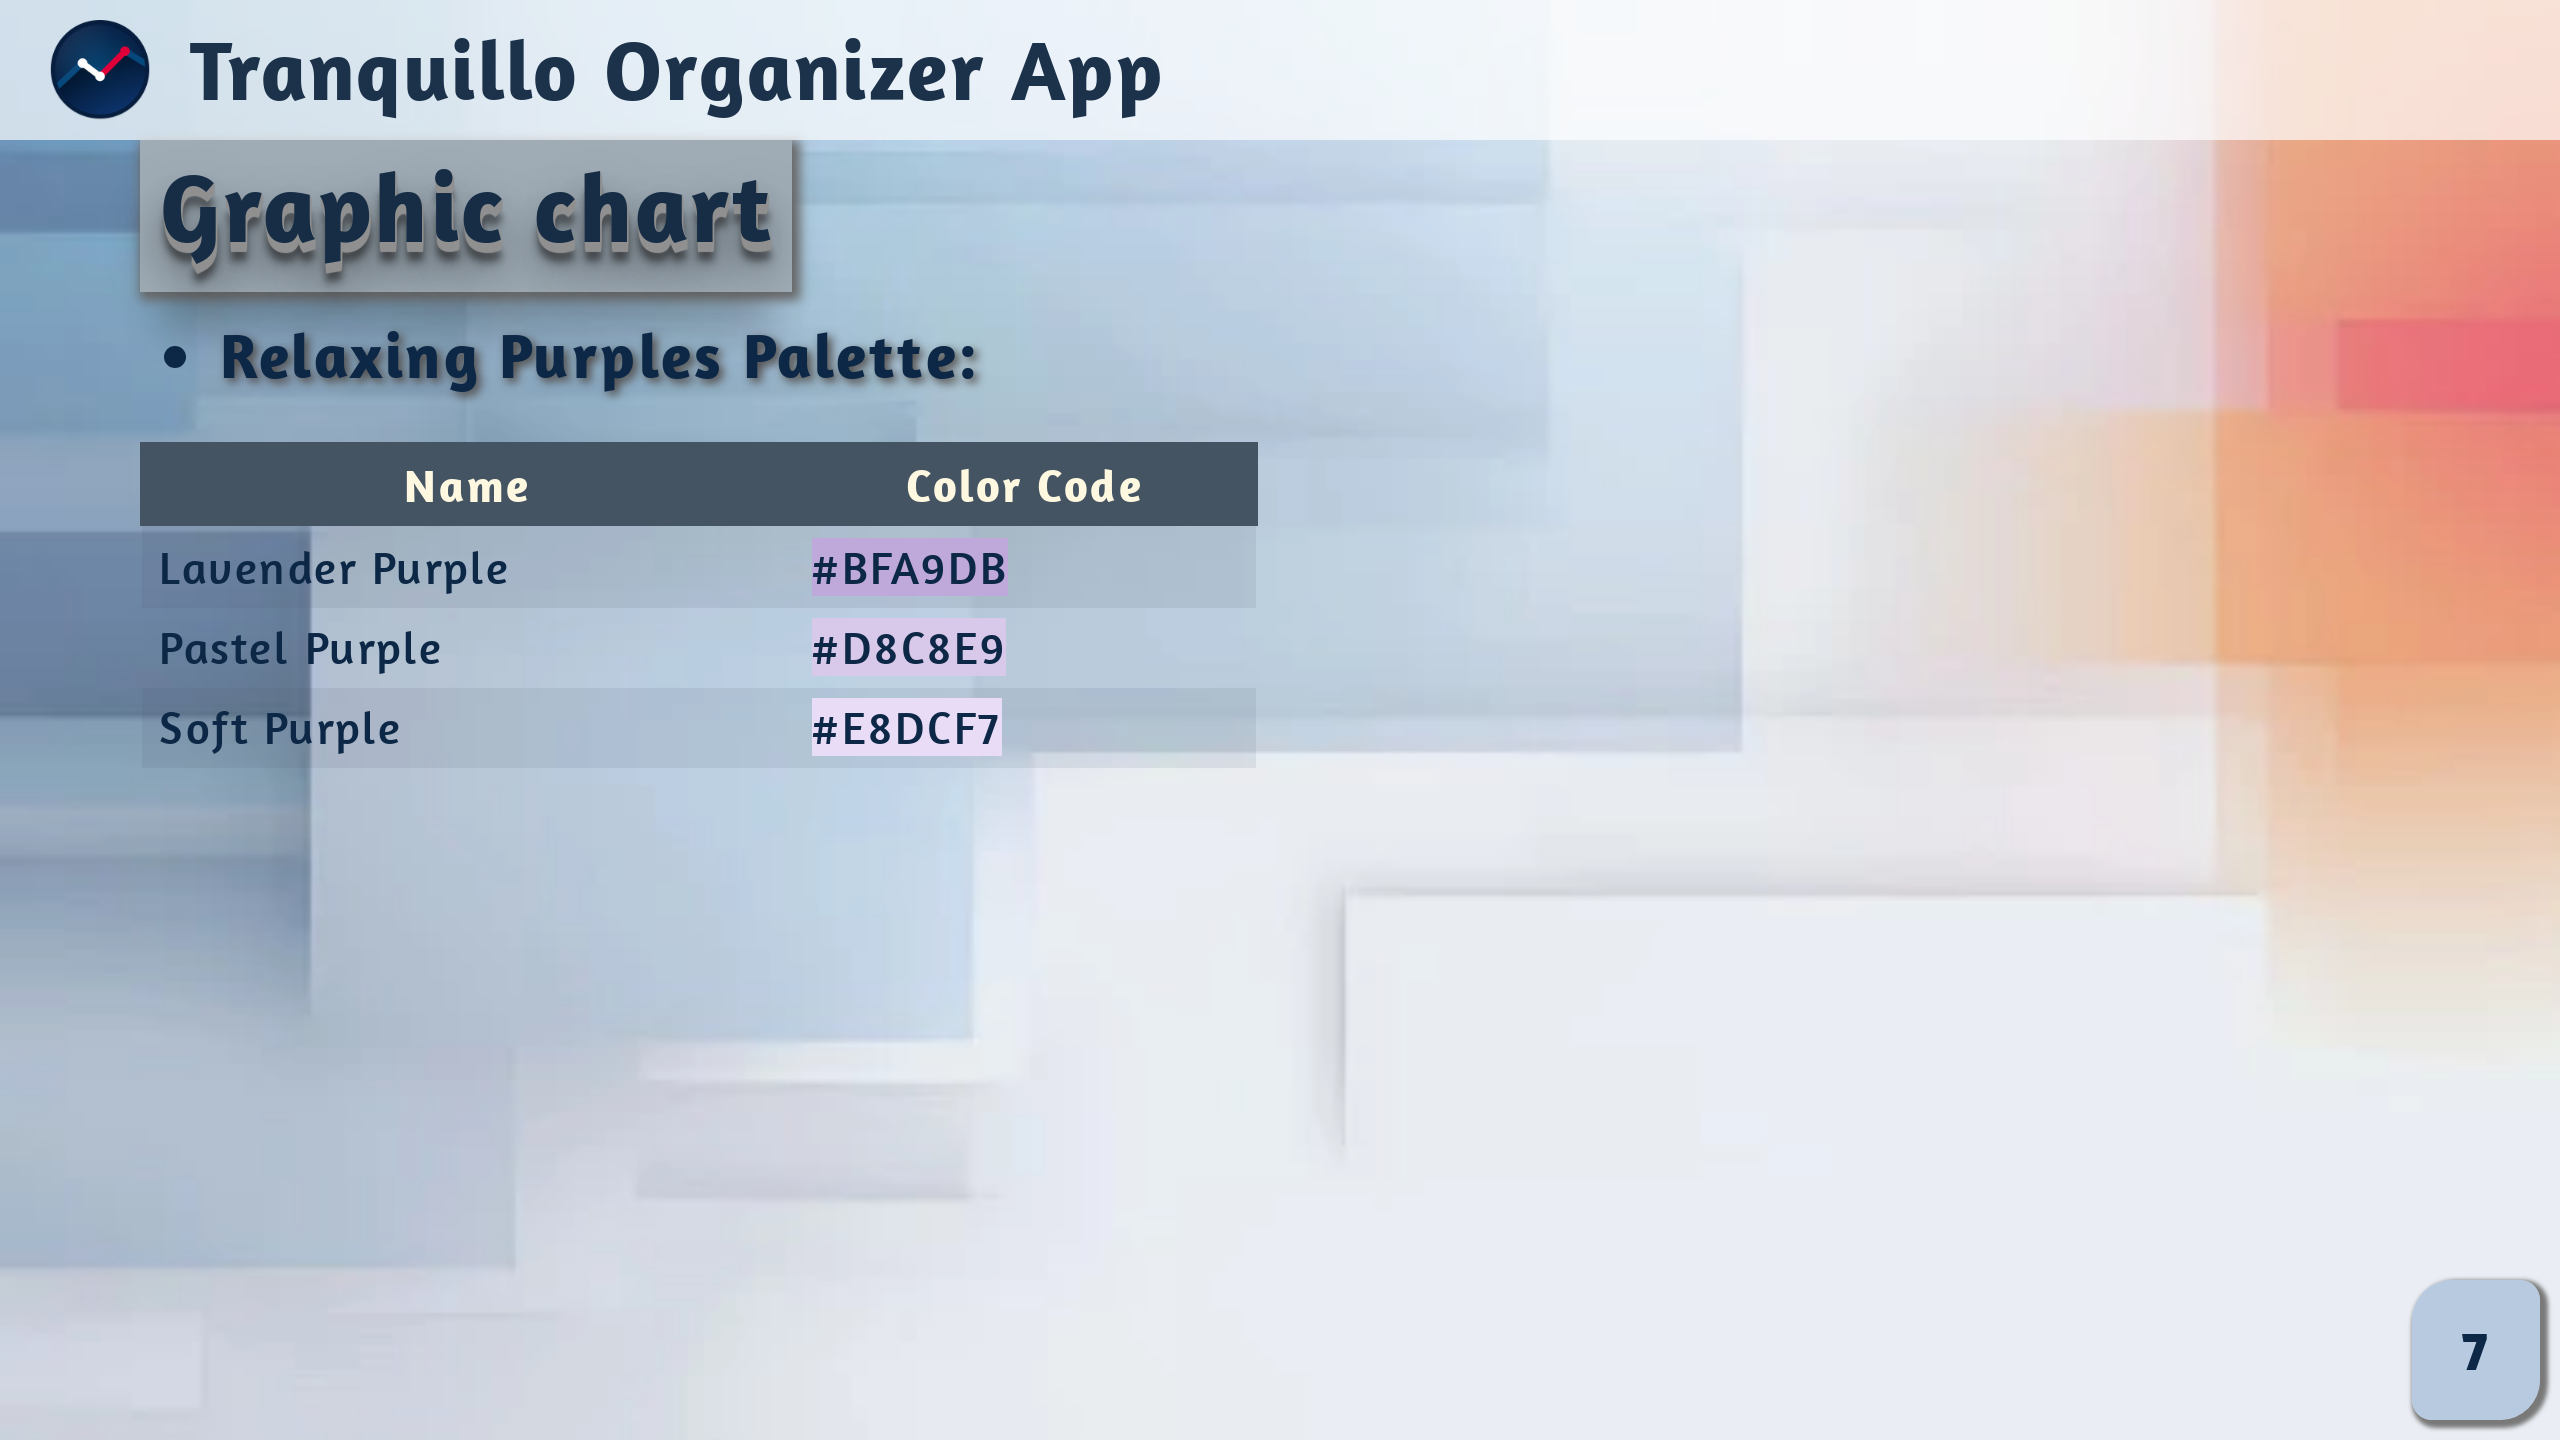 Tranquillo Organizer App
Graphic chart
• Relaxing Purples Palette:
Name Color Code
Lavender Purple #BFA9DB
Pastel Purple #D8C8E9
Soft Purple #E8DCF7
7